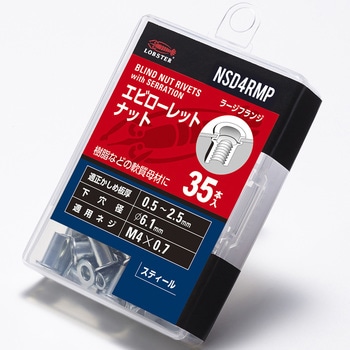 LOBSTER
BLIND NUT RIVETS
with SERRATION
NSD4RMP
エビローレット
ナット
ラージフランジ
樹脂などの軟質母材に
35本入
適正かしめ板厚 0.5~2.5mm
下穴径 Ø6.1mm
適用ネジ M4×0.7
スティール